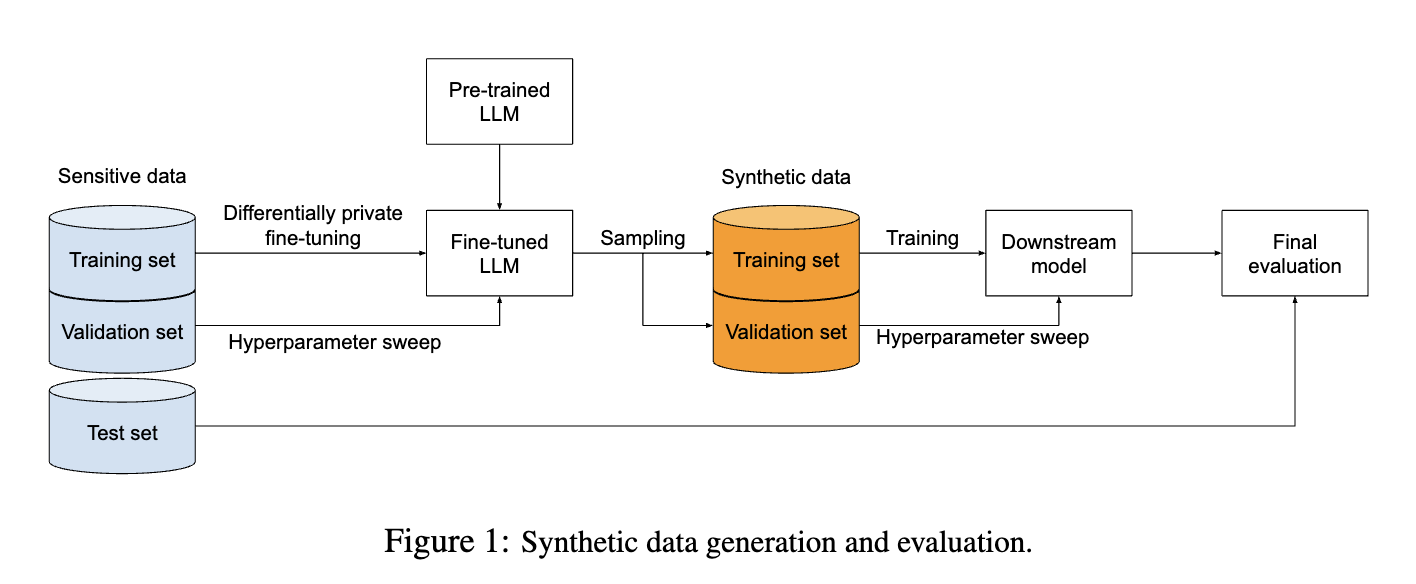 Pre-trained
LLM
Sensitive data
Synthetic data
Differentially private
fine-tuning
Training set
Fine-tuned
LLM
Sampling
Training set
Training
Downstream
model
Final
evaluation
Validation set
Hyperparameter sweep
Validation set
Hyperparameter sweep
Test set
Figure 1: Synthetic data generation and evaluation.